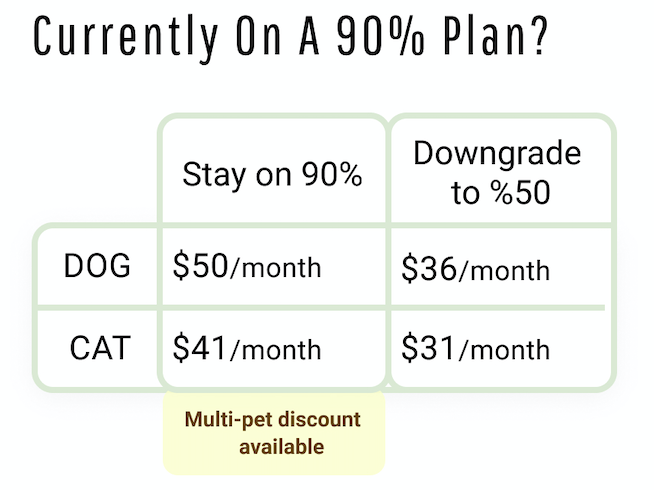 Currently On A 90% Plan?
Stay on 90%
Downgrade
to %50
DOG $50/month $36/month
CAT $41/month $31/month
Multi-pet discount
available